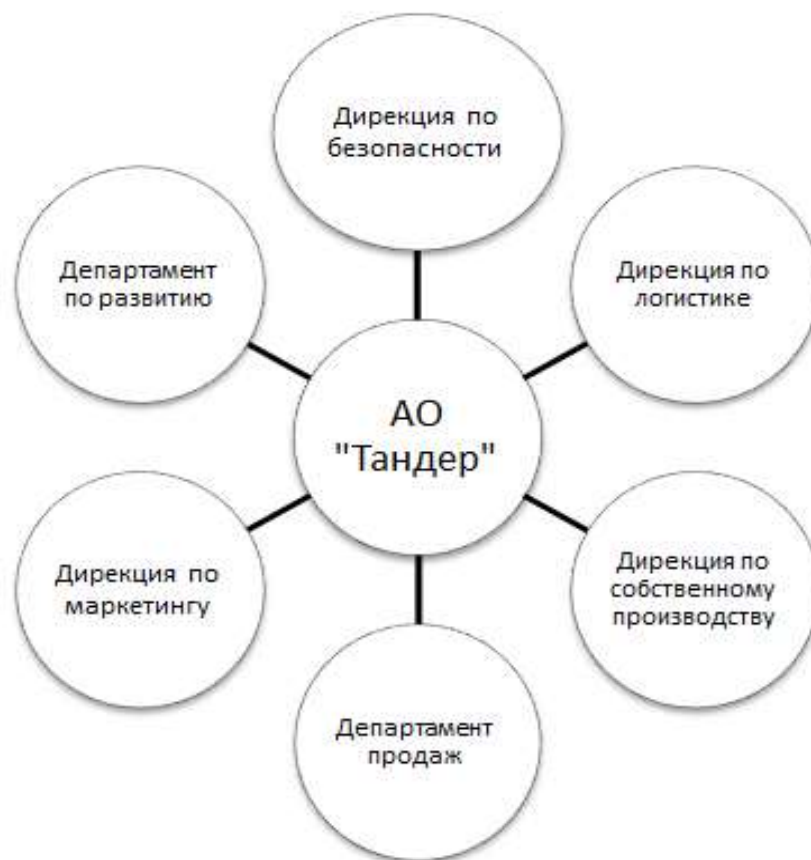 Дирекция по
безопасности
Департамент
по развитию
Дирекция по
логистике
АО
"Тандер"
Дирекция по
маркетингу
Дирекция по
собственному
производству
Департамент
продаж